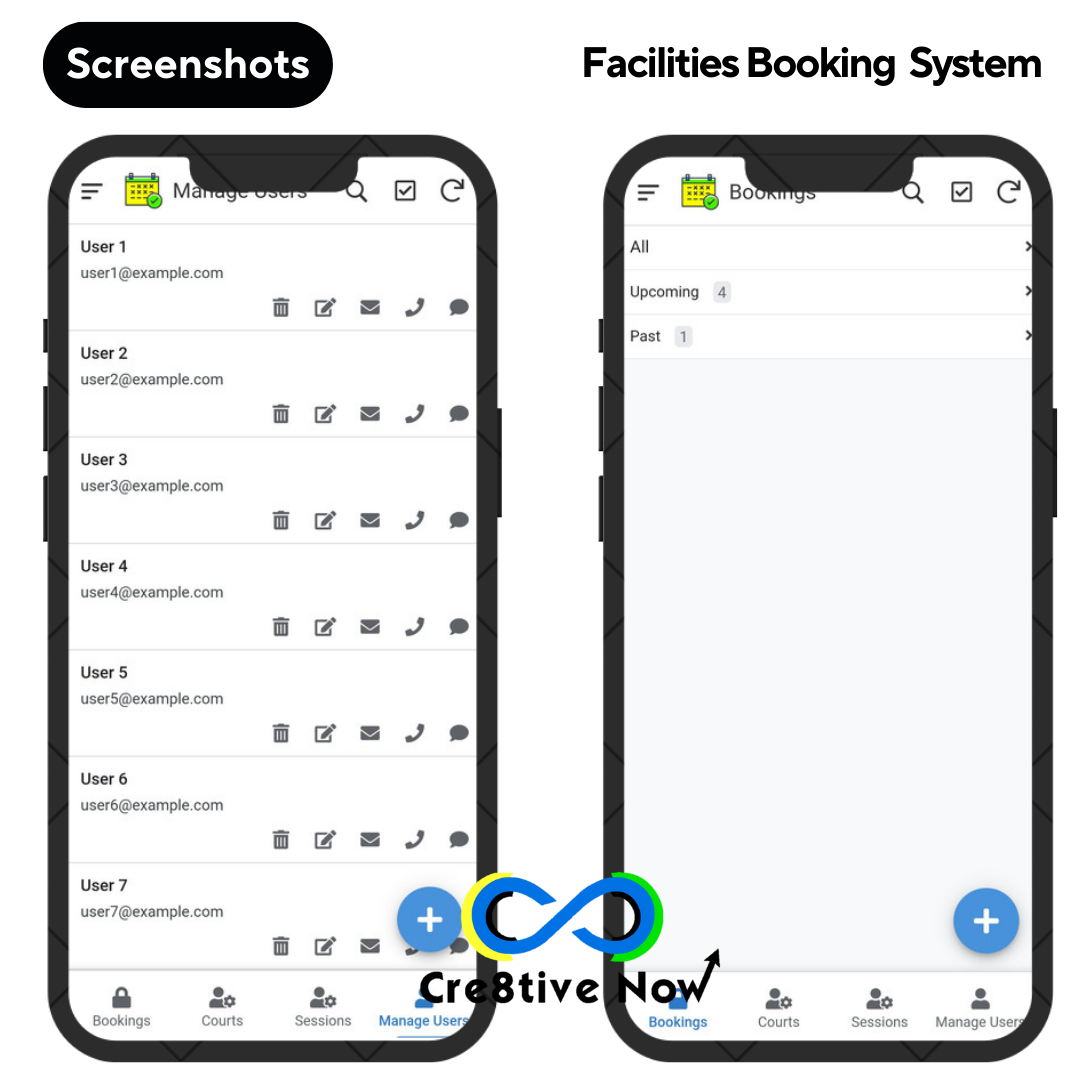 Screenshots
Facilities Booking System
Manage Users
User 1
user1@example.com
User 2
user2@example.com
User 3
user3@example.com
User 4
user4@example.com
User 5
user5@example.com
User 6
user6@example.com
User 7
user7@example.com
Bookings
Courts
Sessions
Manage Users
Bookings
All
Upcoming 4
Past 1
Bookings
Courts
Sessions
Manage Users
Cre8tive Now